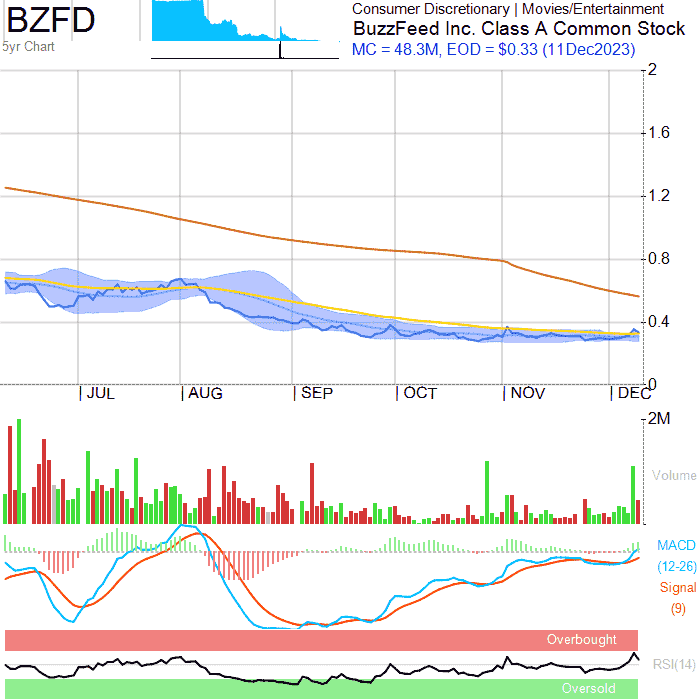 BZFD
5yr Chart
Consumer Discretionary | Movies/Entertainment
BuzzFeed Inc. Class A Common Stock
MC = 48.3M, EOD = $0.33 (11Dec2023)
2
1.6
1.2
0.8
0.4
0
| JUL | AUG | SEP | OCT | NOV | DEC
2M
Volume
MACD
(12-26)
Signal
(9)
Overbought
RSI(14)
Oversold